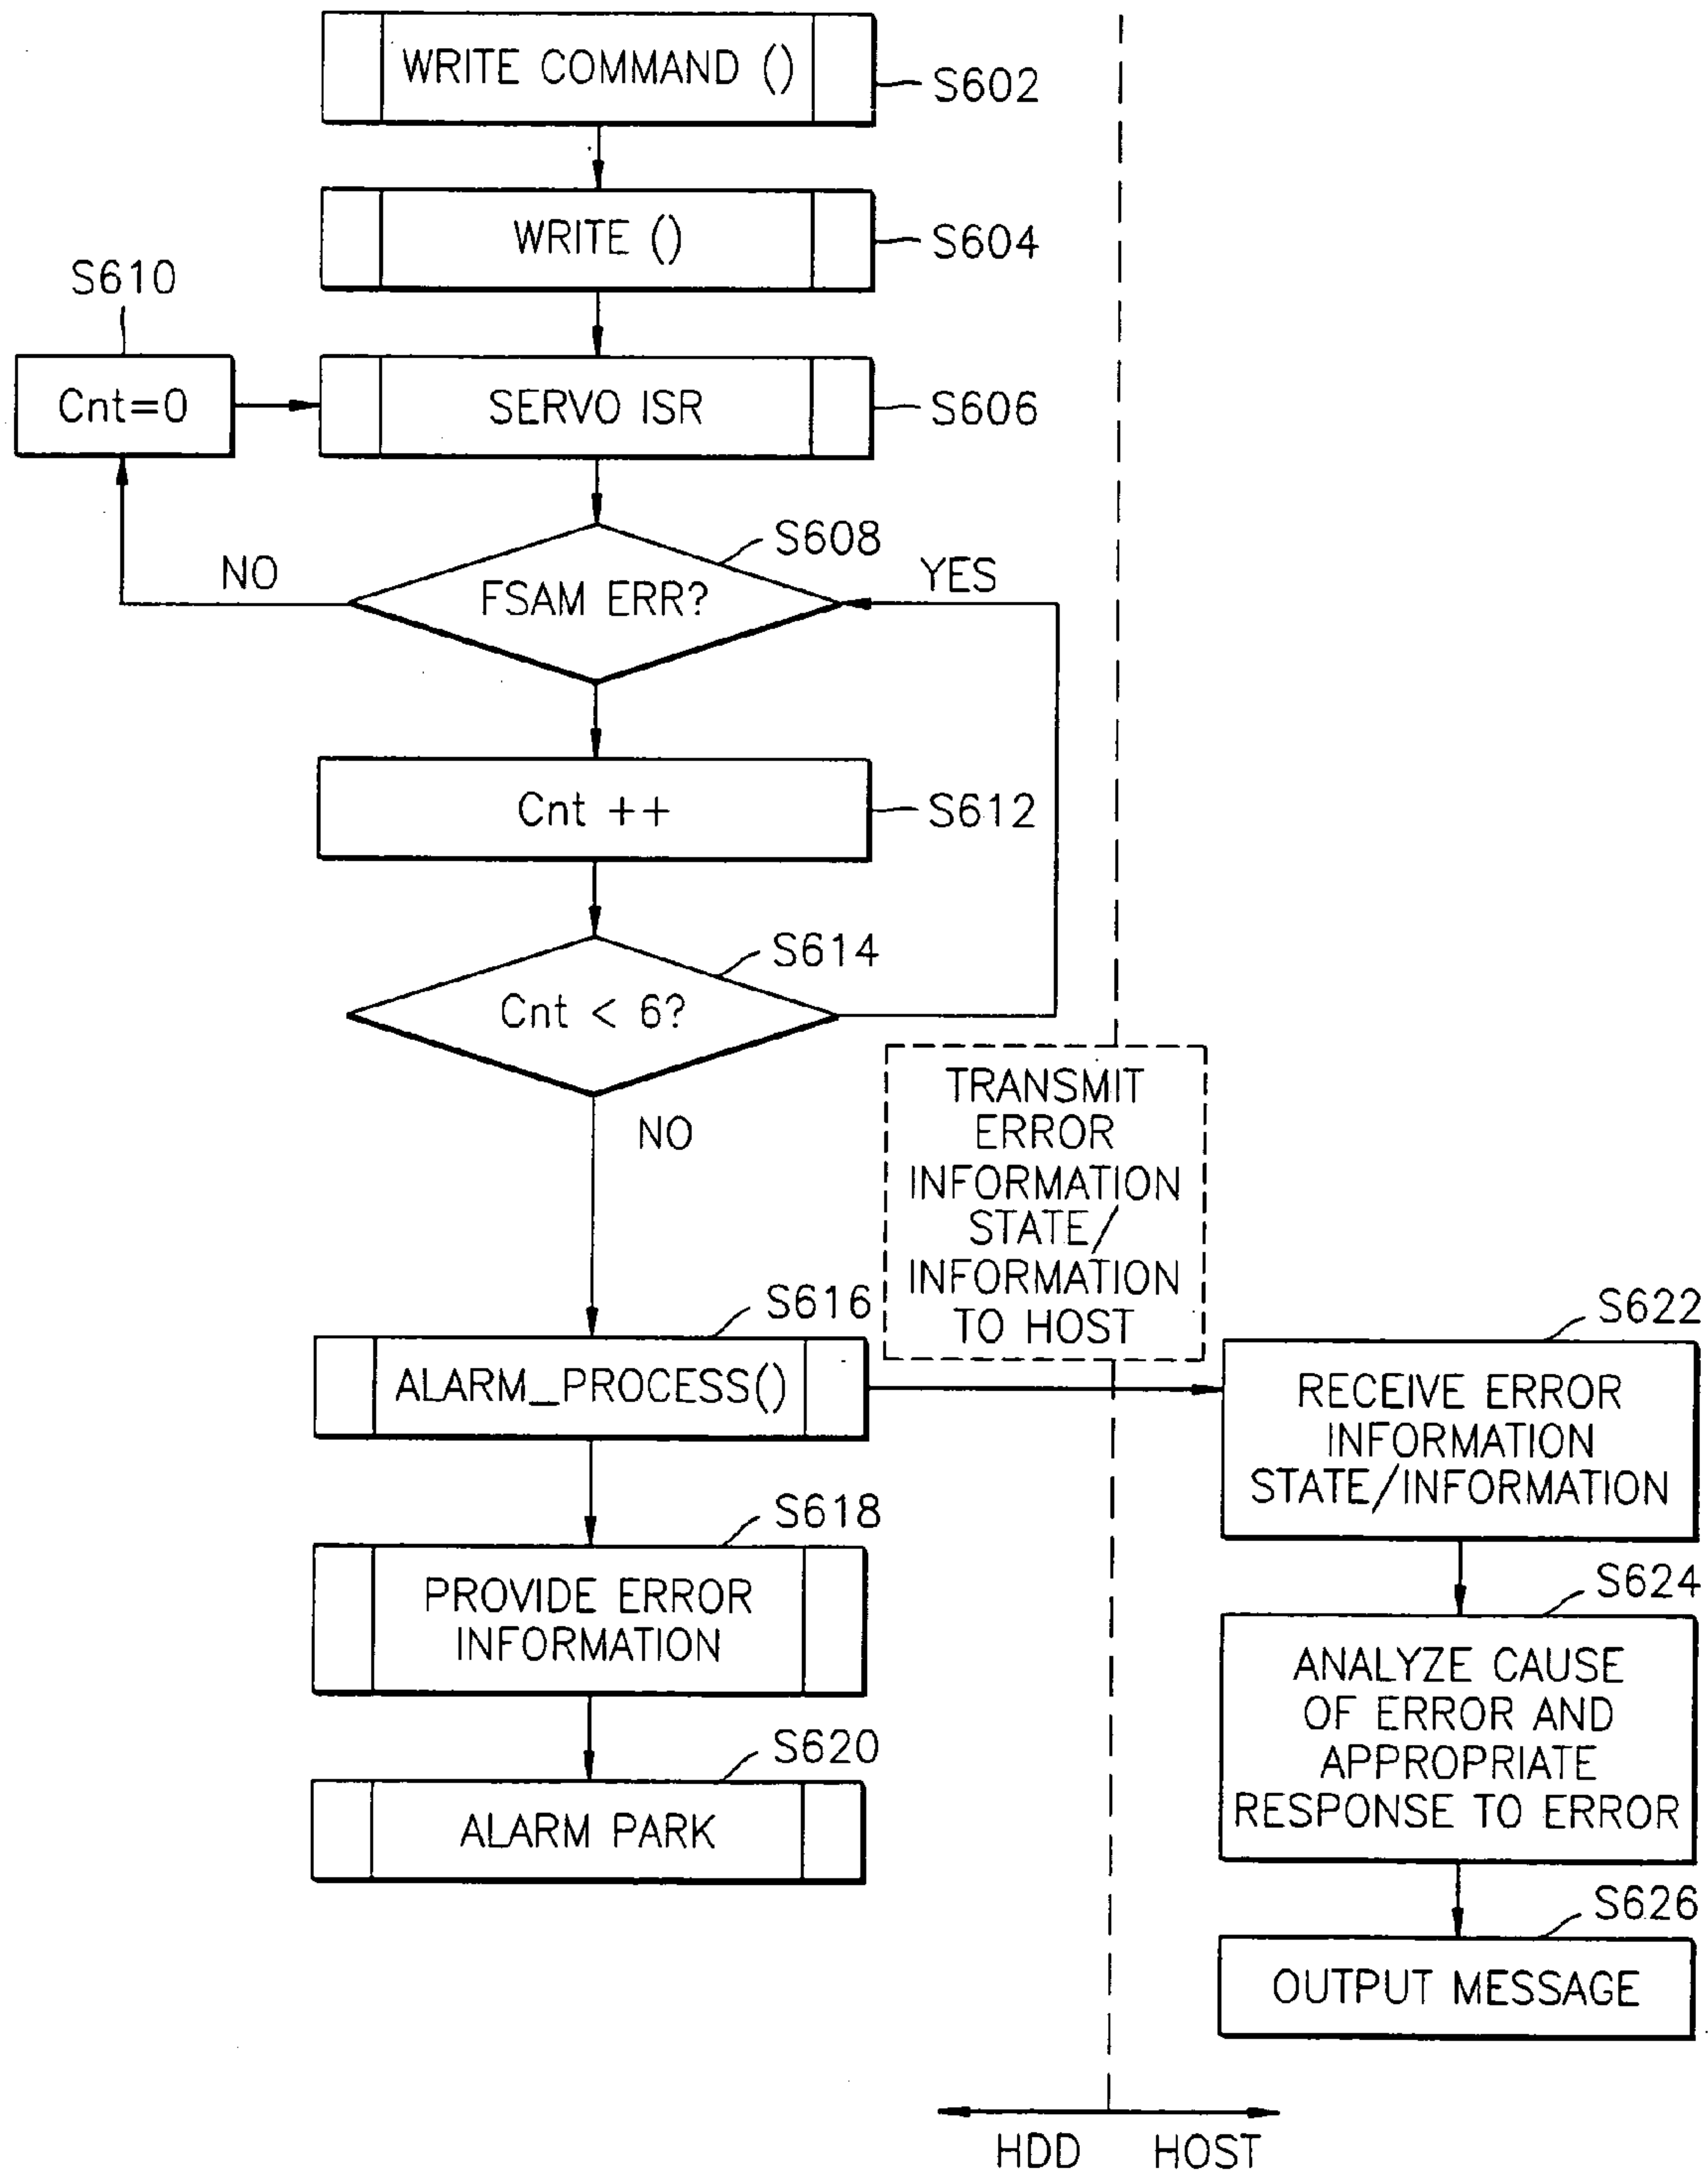 WRITE COMMAND ()
S602
WRITE ()
S604
S610
Cnt=0
SERVO ISR
S606
S608
NO
FSAM ERR?
YES
Cnt ++
S612
S614
Cnt < 6?
NO
TRANSMIT
ERROR
INFORMATION
STATE/
INFORMATION
TO HOST
S616
ALARM_PROCESS()
S622
RECEIVE ERROR
INFORMATION
STATE/INFORMATION
S618
PROVIDE ERROR
INFORMATION
S624
ANALYZE CAUSE
OF ERROR AND
APPROPRIATE
RESPONSE TO ERROR
S620
ALARM PARK
S626
OUTPUT MESSAGE
HDD HOST